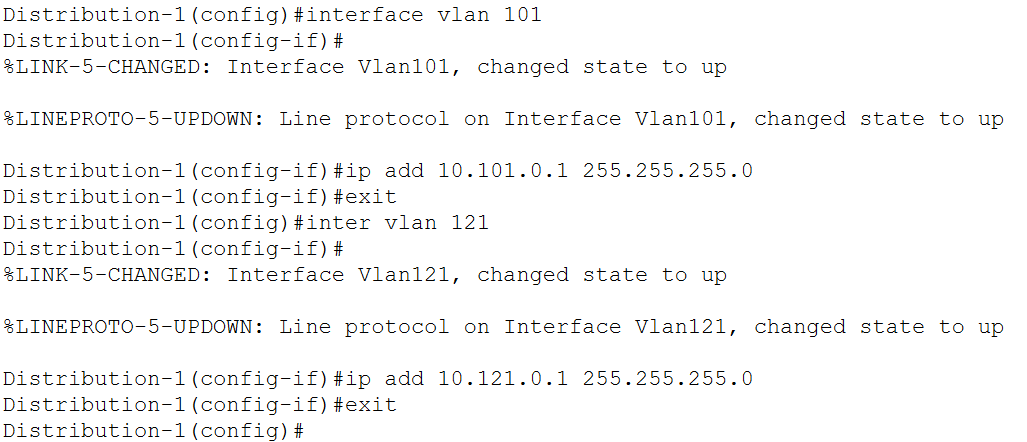 Distribution-1(config)#interface vlan 101
Distribution-1(config-if)#
%LINK-5-CHANGED: Interface Vlan101, changed state to up
%LINEPROTO-5-UPDOWN: Line protocol on Interface Vlan101, changed state to up
Distribution-1(config-if)#ip add 10.101.0.1 255.255.255.0
Distribution-1(config-if)#exit
Distribution-1(config)#inter vlan 121
Distribution-1(config-if)#
%LINK-5-CHANGED: Interface Vlan121, changed state to up
%LINEPROTO-5-UPDOWN: Line protocol on Interface Vlan121, changed state to up
Distribution-1(config-if)#ip add 10.121.0.1 255.255.255.0
Distribution-1(config-if)#exit
Distribution-1(config)#